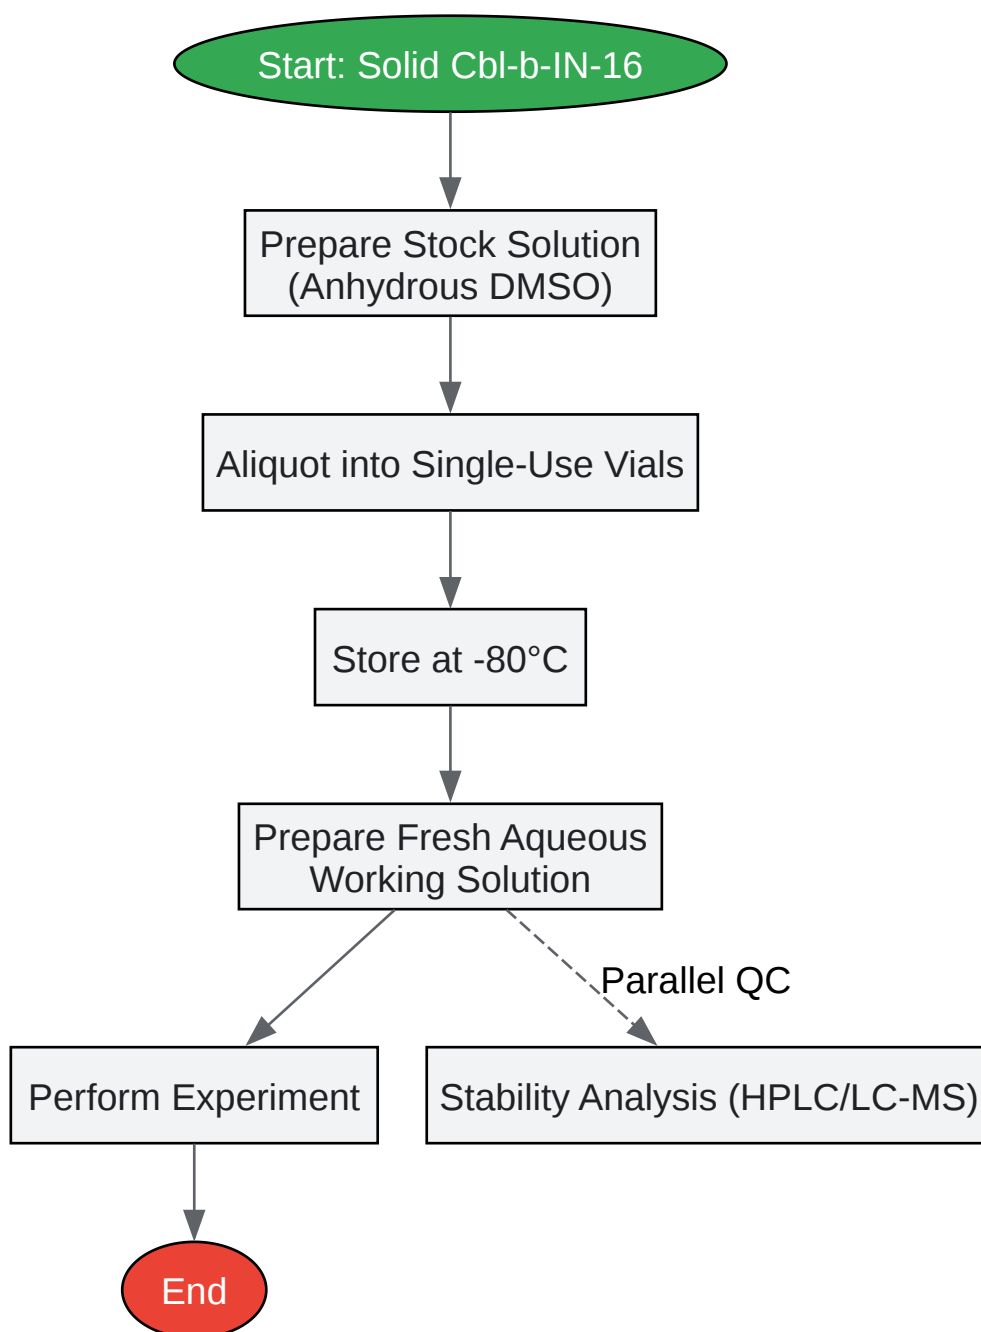 Start: Solid Cbl-b-IN-16
Prepare Stock Solution
(Anhydrous DMSO)
Aliquot into Single-Use Vials
Store at -80°C
Prepare Fresh Aqueous
Working Solution
Parallel QC
Perform Experiment
Stability Analysis (HPLC/LC-MS)
End